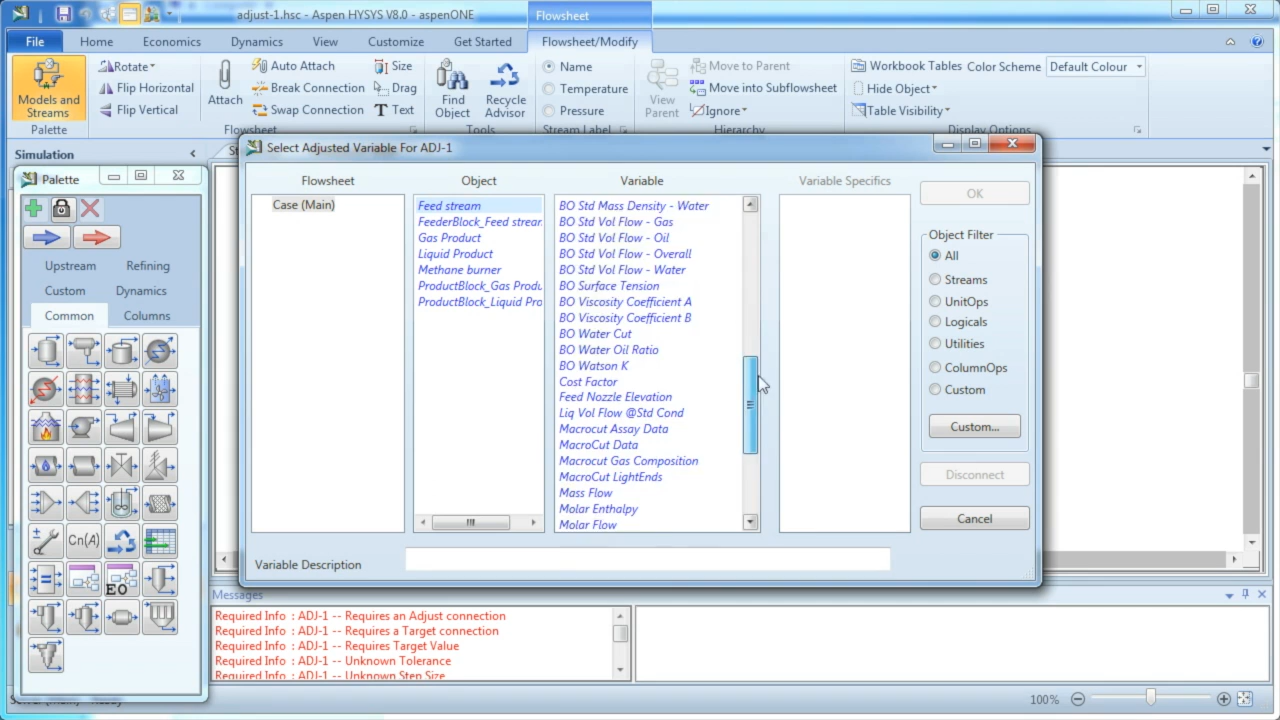 adjust-1.hsc - Aspen HYSYS V8.0 - aspenONE
Flowsheet
File
Home
Economics
Dynamics
View
Customize
Get Started
Flowsheet/Modify
Models and Streams
Palette
Rotate
Flip Horizontal
Flip Vertical
Attach
Auto Attach
Break Connection
Swap Connection
Size
Drag
Text
Flowsheet
Find Object
Recycle Advisor
Tools
Name
Temperature
Pressure
Stream Label
View Parent
Move to Parent
Move into Subflowsheet
Ignore
Hierarchy
Workbook Tables
Color Scheme
Default Colour
Hide Object
Table Visibility
Display Options
Simulation
Palette
Upstream
Refining
Custom
Dynamics
Common
Columns
Cn(A)
EO
Select Adjusted Variable For ADJ-1
Flowsheet
Case (Main)
Object
Feed stream
FeederBlock_Feed strear
Gas Product
Liquid Product
Methane burner
ProductBlock_Gas Produ
ProductBlock_Liquid Pro
Variable
BO Std Mass Density - Water
BO Std Vol Flow - Gas
BO Std Vol Flow - Oil
BO Std Vol Flow - Overall
BO Std Vol Flow - Water
BO Surface Tension
BO Viscosity Coefficient A
BO Viscosity Coefficient B
BO Water Cut
BO Water Oil Ratio
BO Watson K
Cost Factor
Feed Nozzle Elevation
Liq Vol Flow @Std Cond
Macrocut Assay Data
MacroCut Data
Macrocut Gas Composition
MacroCut LightEnds
Mass Flow
Molar Enthalpy
Molar Flow
Variable Specifics
OK
Object Filter
All
Streams
UnitOps
Logicals
Utilities
ColumnOps
Custom
Custom...
Disconnect
Cancel
Variable Description
Messages
Required Info : ADJ-1 -- Requires an Adjust connection
Required Info : ADJ-1 -- Requires a Target connection
Required Info : ADJ-1 -- Requires Target Value
Required Info : ADJ-1 -- Unknown Tolerance
Required Info : ADJ-1 -- Unknown Step Size
100%